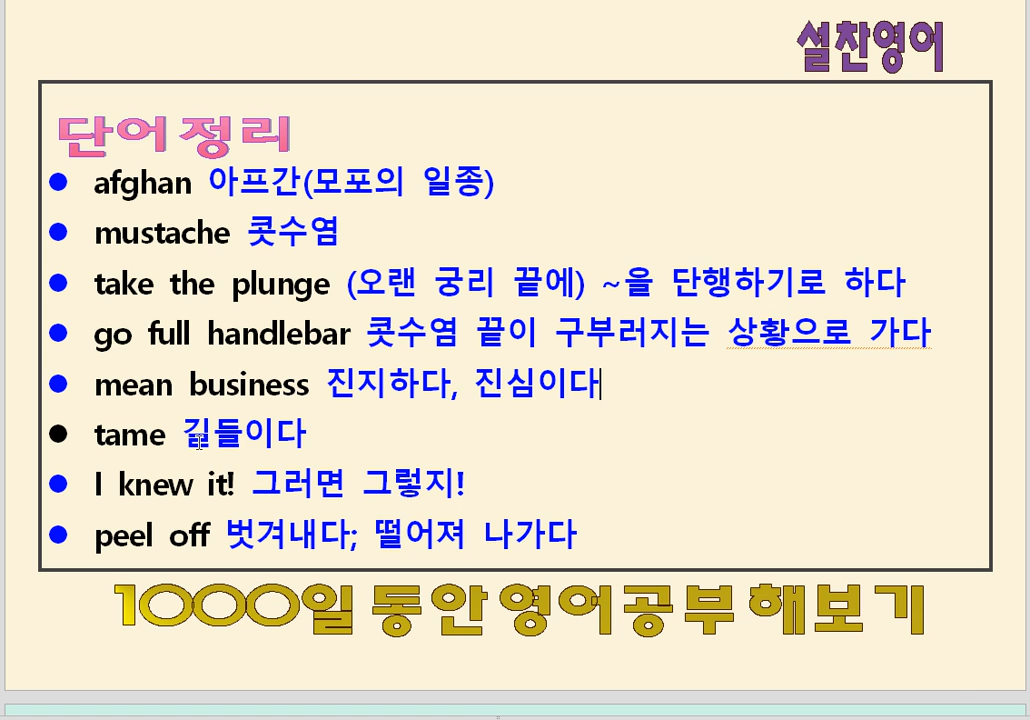 설찬영어
단어정리
● afghan 아프간(모포의 일종)
● mustache 콧수염
● take the plunge (오랜 궁리 끝에) ~을 단행하기로 하다
● go full handlebar 콧수염 끝이 구부러지는 상황으로 가다
● mean business 진지하다, 진심이다
● tame 길들이다
● I knew it! 그러면 그렇지!
● peel off 벗겨내다; 떨어져 나가다
1000일동안영어공부해보기